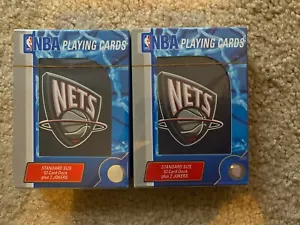 NBA PLAYING CARDS
NETS
STANDARD SIZE
52 Card Deck
plus 2 JOKERS
NBA PLAYING CARDS
NETS
STANDARD SIZE
52 Card Deck
plus 2 JOKERS